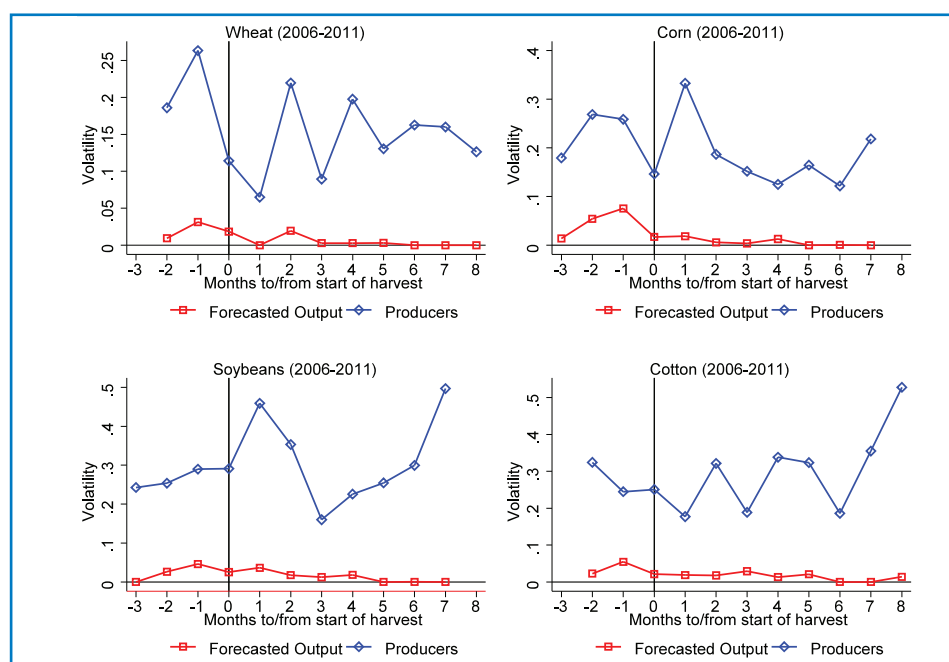 Wheat (2006-2011)
Volatility
0 .05 .1 .15 .2 .25
-3 -2 -1 0 1 2 3 4 5 6 7 8
Months to/from start of harvest
Forecasted Output Producers
Corn (2006-2011)
Volatility
0 .1 .2 .3 .4
-3 -2 -1 0 1 2 3 4 5 6 7 8
Months to/from start of harvest
Forecasted Output Producers
Soybeans (2006-2011)
Volatility
0 .1 .2 .3 .4 .5
-3 -2 -1 0 1 2 3 4 5 6 7 8
Months to/from start of harvest
Forecasted Output Producers
Cotton (2006-2011)
Volatility
0 .1 .2 .3 .4 .5
-3 -2 -1 0 1 2 3 4 5 6 7 8
Months to/from start of harvest
Forecasted Output Producers